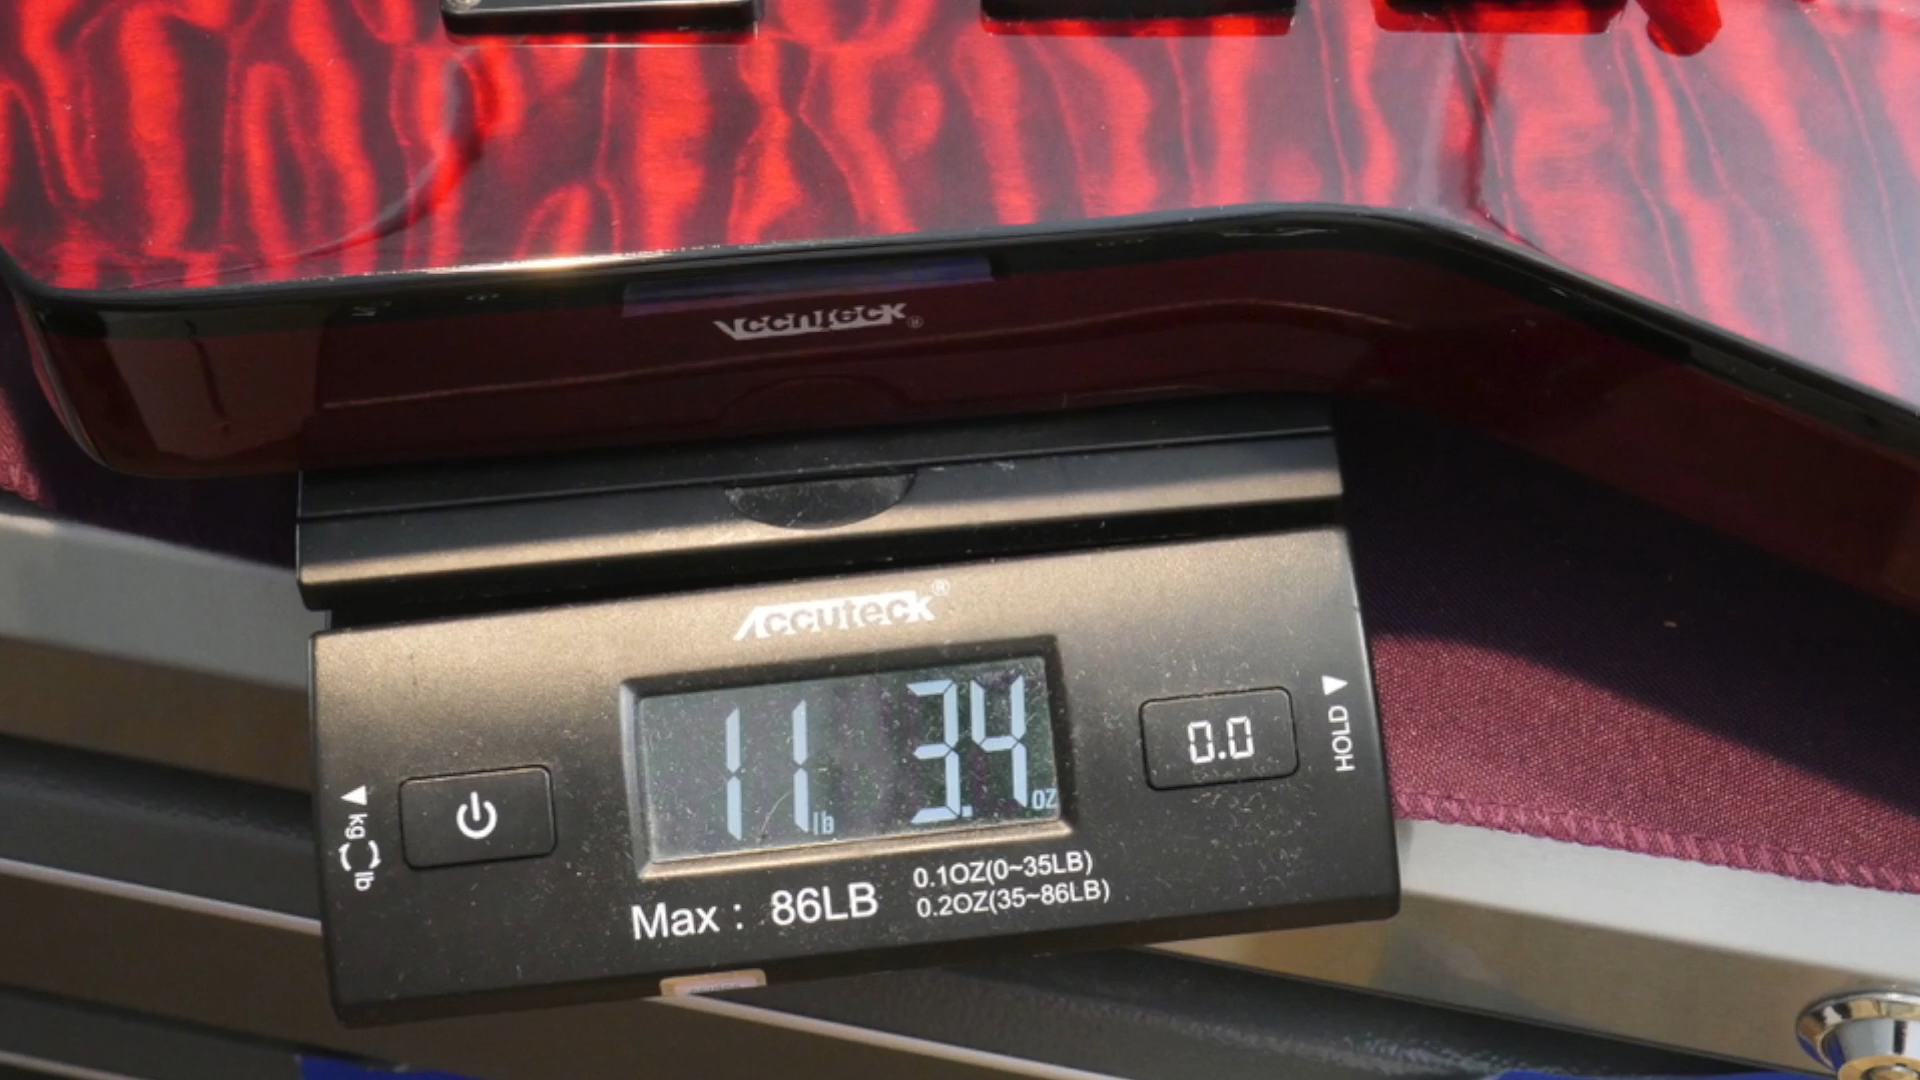 Accuteck®
11 lb 3.4 oz
0.0
HOLD
kg lb
Max : 86LB
0.1OZ(0~35LB)
0.2OZ(35~86LB)